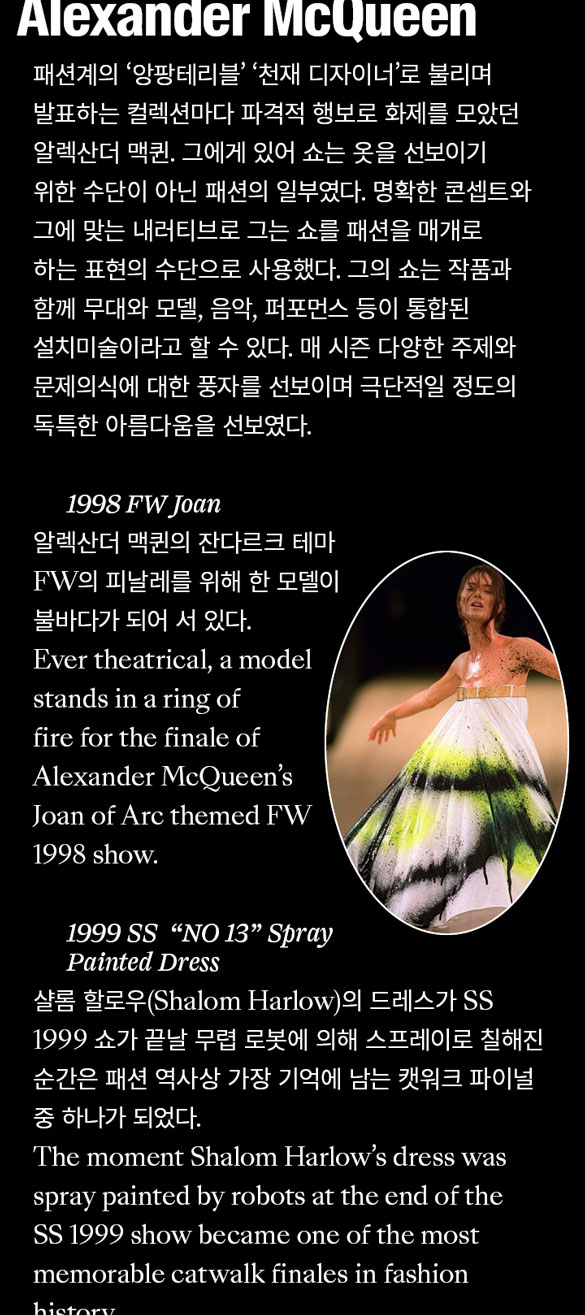 Alexander McQueen
패션계의 ‘앙팡테리블’ ‘천재 디자이너’로 불리며
발표하는 컬렉션마다 파격적 행보로 화제를 모았던
알렉산더 맥퀸. 그에게 있어 쇼는 옷을 선보이기
위한 수단이 아닌 패션의 일부였다. 명확한 콘셉트와
그에 맞는 내러티브로 그는 쇼를 패션을 매개로
하는 표현의 수단으로 사용했다. 그의 쇼는 작품과
함께 무대와 모델, 음악, 퍼포먼스 등이 통합된
설치미술이라고 할 수 있다. 매 시즌 다양한 주제와
문제의식에 대한 풍자를 선보이며 극단적일 정도의
독특한 아름다움을 선보였다.
1998 FW Joan
알렉산더 맥퀸의 잔다르크 테마
FW의 피날레를 위해 한 모델이
불바다가 되어 서 있다.
Ever theatrical, a model
stands in a ring of
fire for the finale of
Alexander McQueen’s
Joan of Arc themed FW
1998 show.
1999 SS “NO 13” Spray
Painted Dress
샬롬 할로우(Shalom Harlow)의 드레스가 SS
1999 쇼가 끝날 무렵 로봇에 의해 스프레이로 칠해진
순간은 패션 역사상 가장 기억에 남는 캣워크 파이널
중 하나가 되었다.
The moment Shalom Harlow’s dress was
spray painted by robots at the end of the
SS 1999 show became one of the most
memorable catwalk finales in fashion
history.